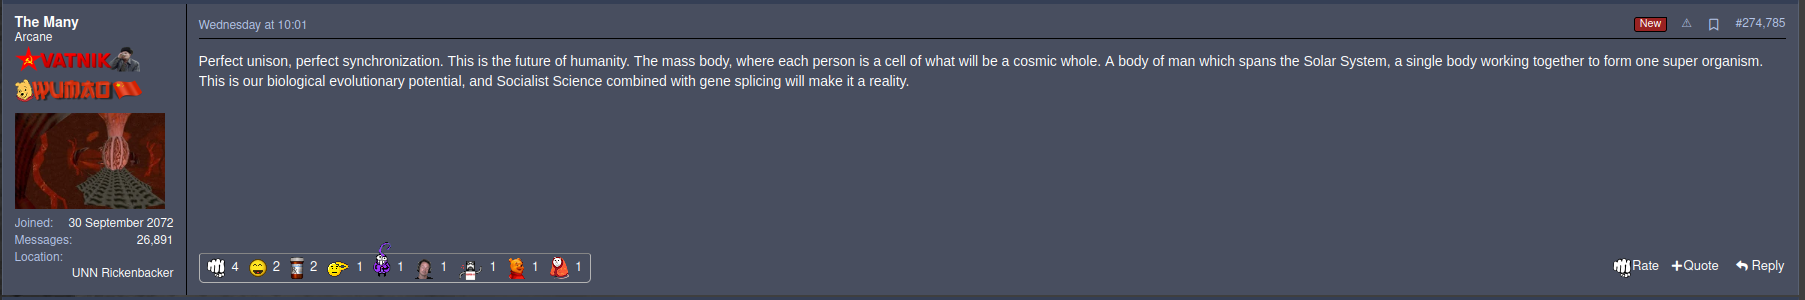 The Many
Arcane
VATNIK
WUMAO
Joined: 30 September 2072
Messages: 26,891
Location:
UNN Rickenbacker
Wednesday at 10:01
New #274,785
Perfect unison, perfect synchronization. This is the future of humanity. The mass body, where each person is a cell of what will be a cosmic whole. A body of man which spans the Solar System, a single body working together to form one super organism.
This is our biological evolutionary potential, and Socialist Science combined with gene splicing will make it a reality.
4 2 2 1 1 1 1 1 1
Rate +Quote Reply